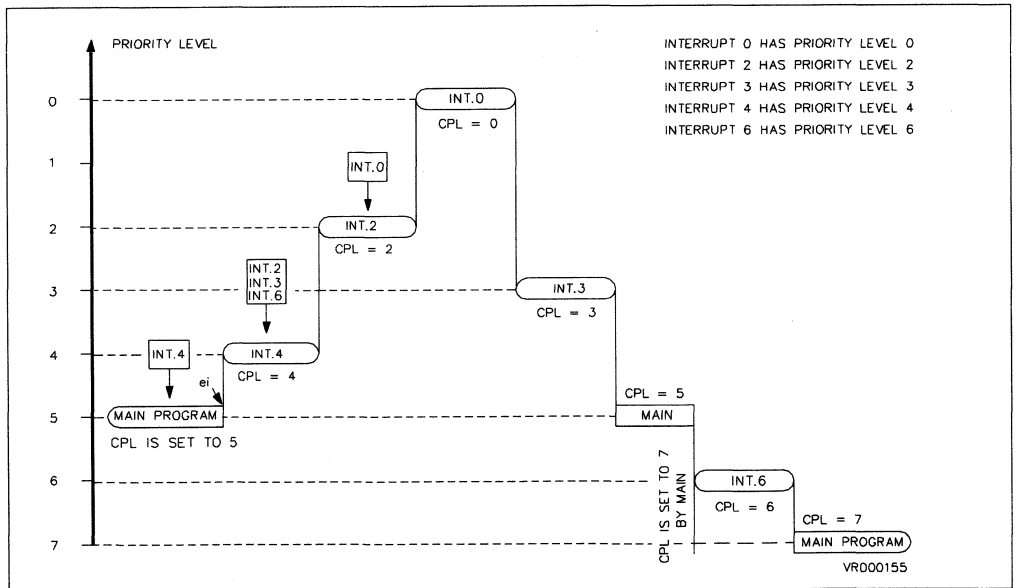 PRIORITY LEVEL
INTERRUPT 0 HAS PRIORITY LEVEL 0
INTERRUPT 2 HAS PRIORITY LEVEL 2
INTERRUPT 3 HAS PRIORITY LEVEL 3
INTERRUPT 4 HAS PRIORITY LEVEL 4
INTERRUPT 6 HAS PRIORITY LEVEL 6
0
INT.0
CPL = 0
1
INT.0
2
INT.2
CPL = 2
INT.2
INT.3
INT.6
3
INT.3
CPL = 3
4
INT.4
INT.4
CPL = 4
ei
CPL = 5
5
MAIN PROGRAM
MAIN
CPL IS SET TO 5
6
CPL IS SET TO 7
BY MAIN
INT.6
CPL = 6
CPL = 7
7
MAIN PROGRAM
VR000155